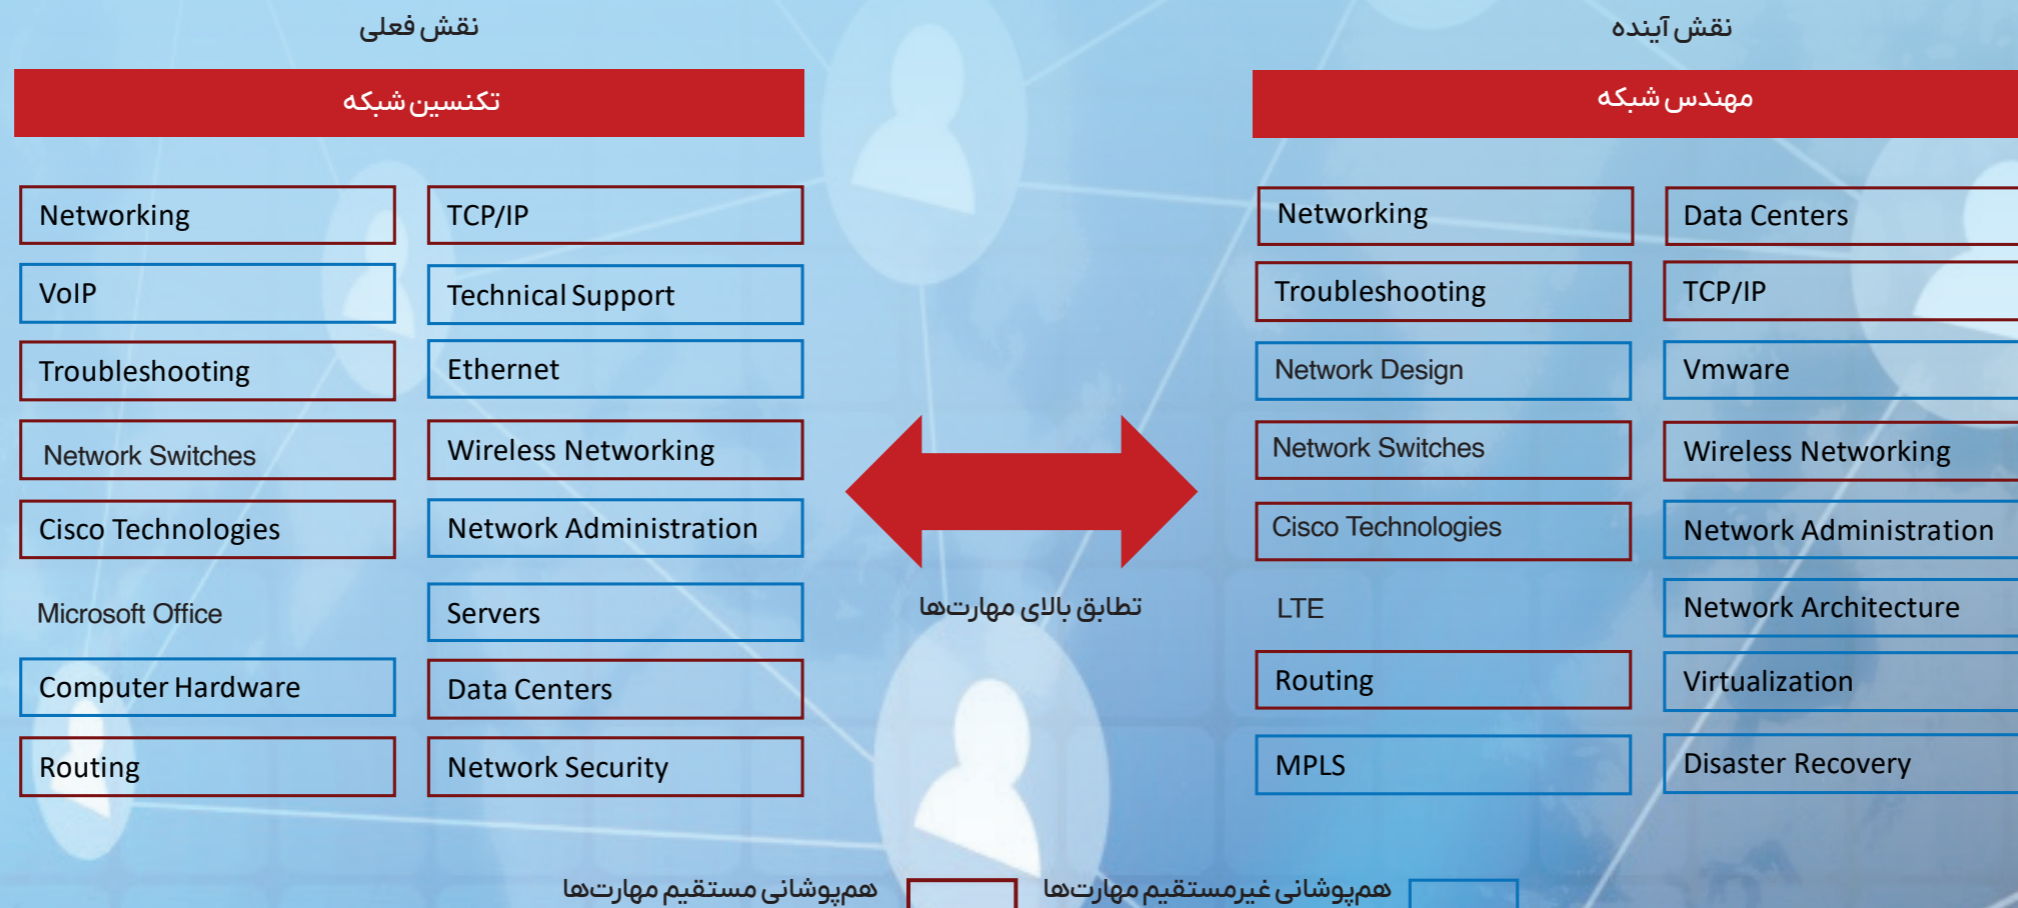 نقش فعلی
تکنسین شبکه
Networking
TCP/IP
VoIP
Technical Support
Troubleshooting
Ethernet
Network Switches
Wireless Networking
Cisco Technologies
Network Administration
Microsoft Office
Servers
Computer Hardware
Data Centers
Routing
Network Security
تطابق بالای مهارت‌ها
نقش آینده
مهندس شبکه
Networking
Data Centers
Troubleshooting
TCP/IP
Network Design
Vmware
Network Switches
Wireless Networking
Cisco Technologies
Network Administration
LTE
Network Architecture
Routing
Virtualization
MPLS
Disaster Recovery
هم‌پوشانی غیرمستقیم مهارت‌ها
هم‌پوشانی مستقیم مهارت‌ها